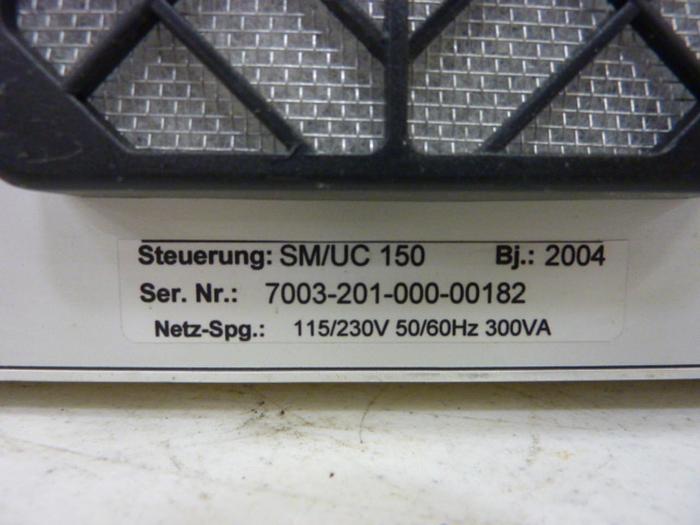 Steuerung: SM/UC 150 Bj.: 2004
Ser. Nr.: 7003-201-000-00182
Netz-Spg.: 115/230V 50/60Hz 300VA